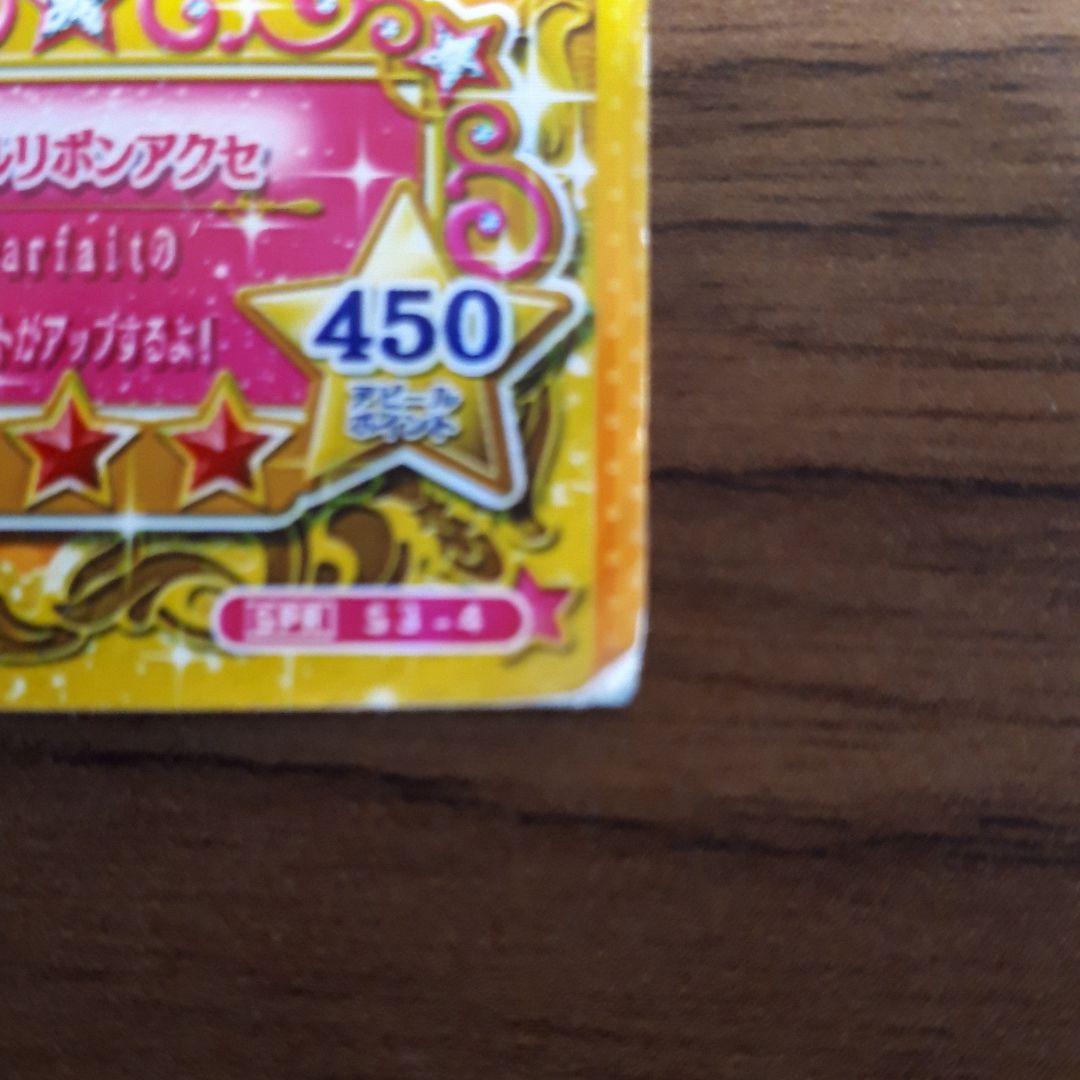 ルリボンアクセ
arfaitの
トがアップするよ!
450
アピール
ポイント
SPR S3-4